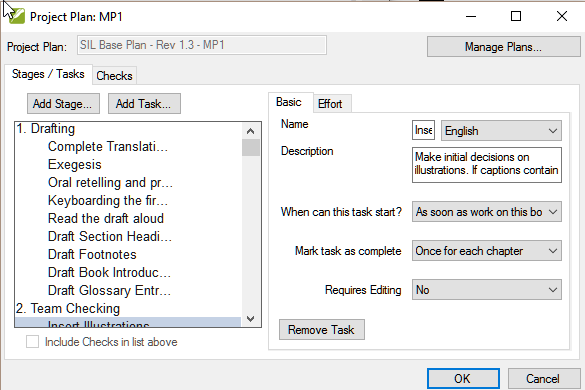 Project Plan: MP1
Project Plan: SIL Base Plan - Rev 1.3 - MP1 Manage Plans...
Stages / Tasks Checks
Add Stage... Add Task...
1. Drafting
Complete Translati...
Exegesis
Oral retelling and pr...
Keyboarding the fir...
Read the draft aloud
Draft Section Headi...
Draft Footnotes
Draft Book Introduc...
Draft Glossary Entr...
2. Team Checking
Insert Illustrations
Include Checks in list above
Basic Effort
Name Inse English
Description Make initial decisions on
illustrations. If captions contain
When can this task start? As soon as work on this bo
Mark task as complete Once for each chapter
Requires Editing No
Remove Task
OK Cancel